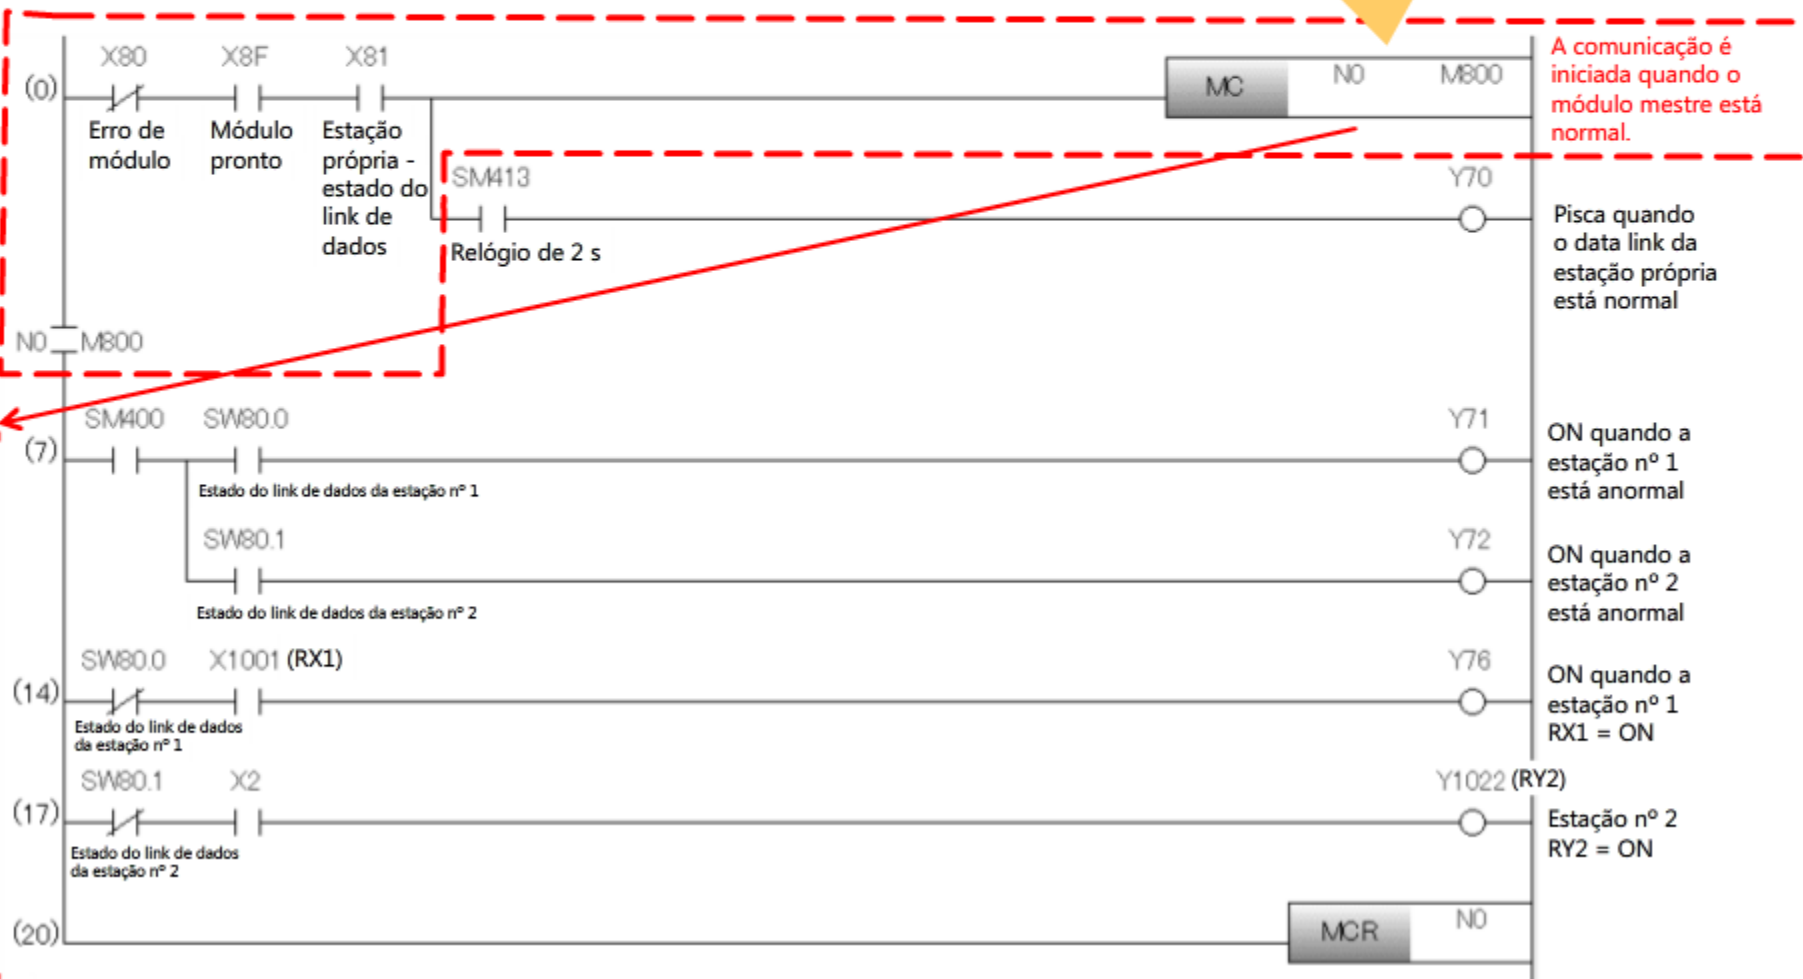 X80 X8F X81
(0)
MC N0 M800
Erro de
módulo
Módulo
pronto
Estação
própria -
estado do
link de
dados
A comunicação é
iniciada quando o
módulo mestre está
normal.
SM413
Y70
Relógio de 2 s
Pisca quando
o data link da
estação própria
está normal
N0 M800
SM400 SW80.0
Y71
(7)
Estado do link de dados da estação nº 1
ON quando a
estação nº 1
está anormal
SW80.1
Y72
Estado do link de dados da estação nº 2
ON quando a
estação nº 2
está anormal
SW80.0 X1001 (RX1)
Y76
(14)
Estado do link de dados
da estação nº 1
ON quando a
estação nº 1
RX1 = ON
SW80.1 X2
Y1022 (RY2)
(17)
Estado do link de dados
da estação nº 2
Estação nº 2
RY2 = ON
(20)
MCR N0